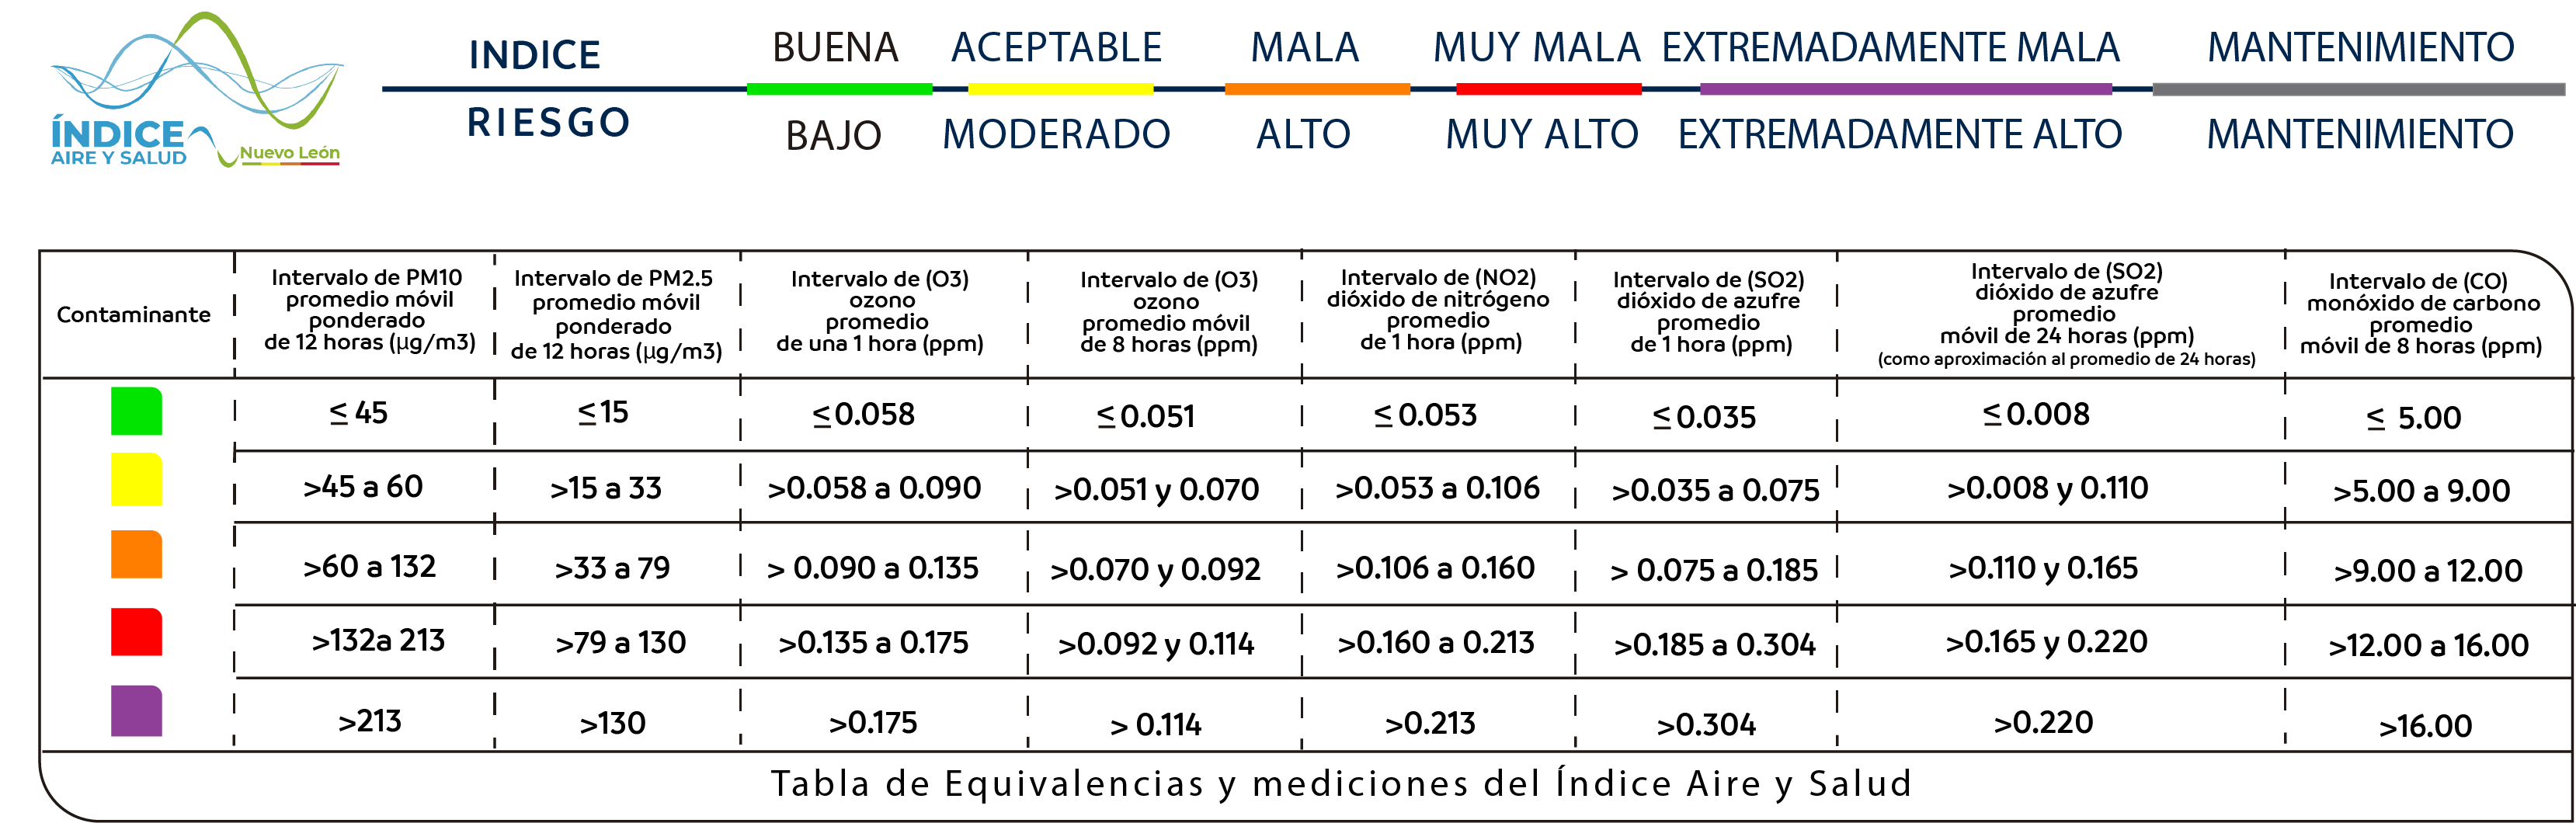 ÍNDICE
AIRE Y SALUD
Nuevo León
INDICE
BUENA ACEPTABLE MALA MUY MALA EXTREMADAMENTE MALA MANTENIMIENTO
RIESGO
BAJO MODERADO ALTO MUY ALTO EXTREMADAMENTE ALTO MANTENIMIENTO
Contaminante
Intervalo de PM10
promedio móvil
ponderado
de 12 horas (µg/m3)
Intervalo de PM2.5
promedio móvil
ponderado
de 12 horas (µg/m3)
Intervalo de (O3)
ozono
promedio
de una 1 hora (ppm)
Intervalo de (O3)
ozono
promedio móvil
de 8 horas (ppm)
Intervalo de (NO2)
dióxido de nitrógeno
promedio
de 1 hora (ppm)
Intervalo de (SO2)
dióxido de azufre
promedio
de 1 hora (ppm)
Intervalo de (SO2)
dióxido de azufre
promedio
móvil de 24 horas (ppm)
(como aproximación al promedio de 24 horas)
Intervalo de (CO)
monóxido de carbono
promedio
móvil de 8 horas (ppm)
≤ 45 ≤15 ≤0.058 ≤0.051 ≤0.053 ≤0.035 ≤0.008 ≤ 5.00
>45 a 60 >15 a 33 >0.058 a 0.090 >0.051 y 0.070 >0.053 a 0.106 >0.035 a 0.075 >0.008 y 0.110 >5.00 a 9.00
>60 a 132 >33 a 79 > 0.090 a 0.135 >0.070 y 0.092 >0.106 a 0.160 > 0.075 a 0.185 >0.110 y 0.165 >9.00 a 12.00
>132a 213 >79 a 130 >0.135 a 0.175 >0.092 y 0.114 >0.160 a 0.213 >0.185 a 0.304 >0.165 y 0.220 >12.00 a 16.00
>213 >130 >0.175 > 0.114 >0.213 >0.304 >0.220 >16.00
Tabla de Equivalencias y mediciones del Índice Aire y Salud